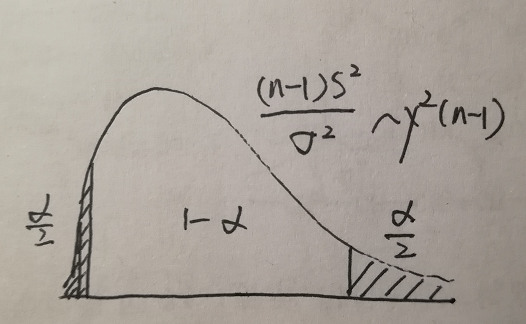 (n-1)S²/σ² ~ χ²(n-1)
α/2
1-α
α/2